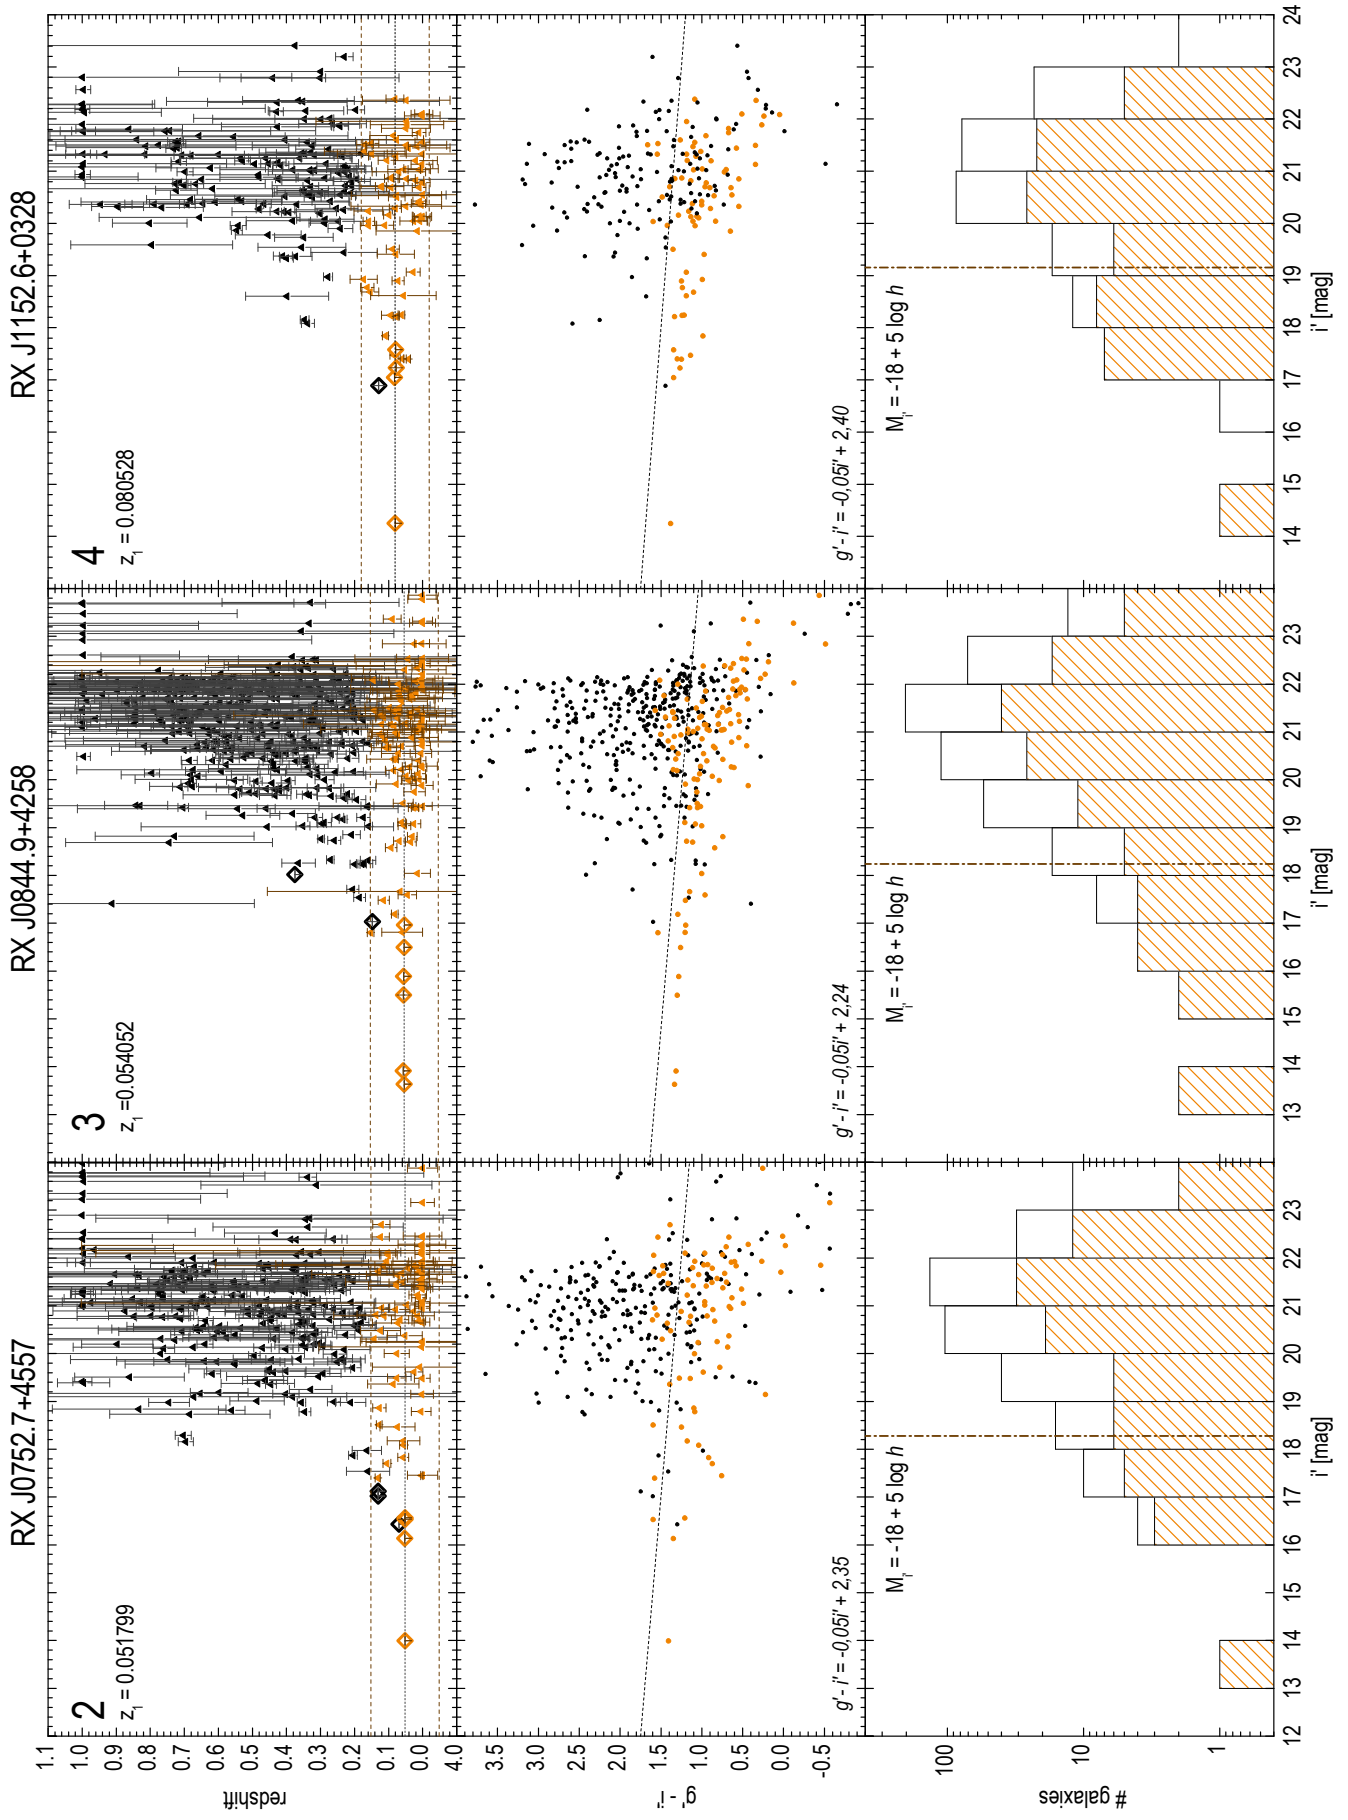 RX J0752.7+4557
RX J0844.9+4258
RX J1152.6+0328
2
z1 = 0.051799
3
z1 =0.054052
4
z1 = 0.080528
1.1
1.0
0.9
0.8
0.7
0.6
0.5
0.4
0.3
0.2
0.1
0.0
redshift
4.0
3.5
3.0
2.5
2.0
1.5
1.0
0.5
0.0
-0.5
g' - i'
g' - i' = -0,05i' + 2,35
g' - i' = -0,05i' + 2,24
g' - i' = -0,05i' + 2,40
Mi' = -18 + 5 log h
Mi' = -18 + 5 log h
Mi' = -18 + 5 log h
100
10
1
# galaxies
12 13 14 15 16 17 18 19 20 21 22 23
13 14 15 16 17 18 19 20 21 22 23
14 15 16 17 18 19 20 21 22 23 24
i' [mag]
i' [mag]
i' [mag]